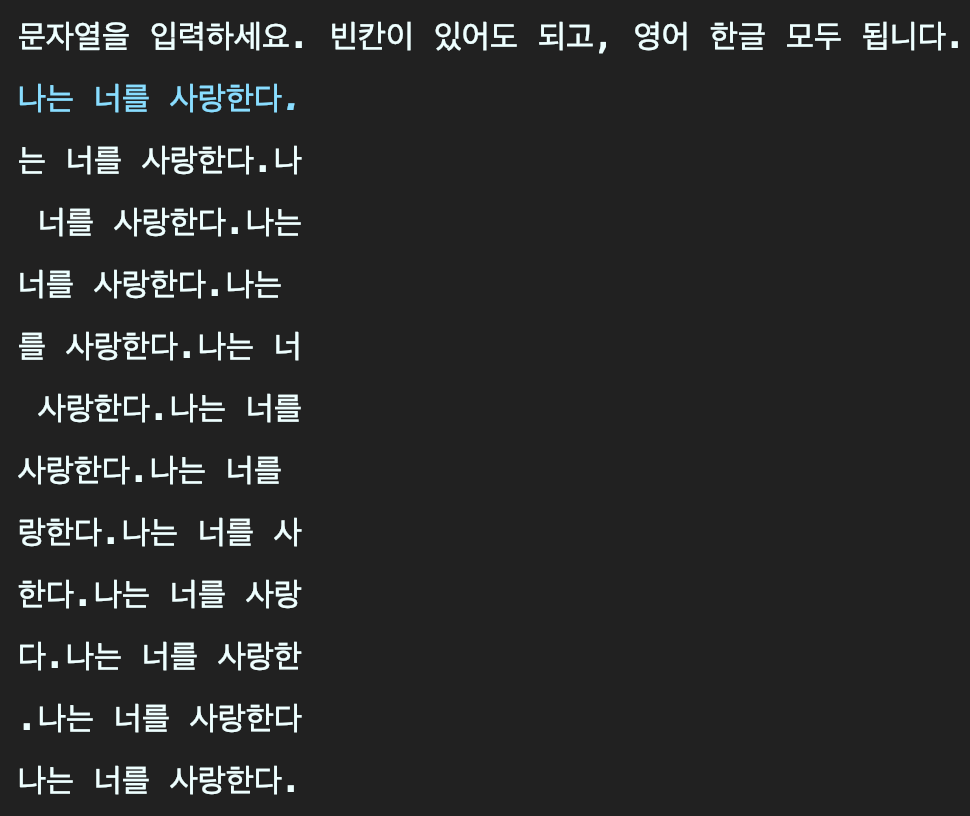 문자열을 입력하세요. 빈칸이 있어도 되고, 영어 한글 모두 됩니다.
나는 너를 사랑한다.
는 너를 사랑한다.나
 너를 사랑한다.나는
너를 사랑한다.나는 
를 사랑한다.나는 너
 사랑한다.나는 너를
사랑한다.나는 너를 
랑한다.나는 너를 사
한다.나는 너를 사랑
다.나는 너를 사랑한
.나는 너를 사랑한다
나는 너를 사랑한다.